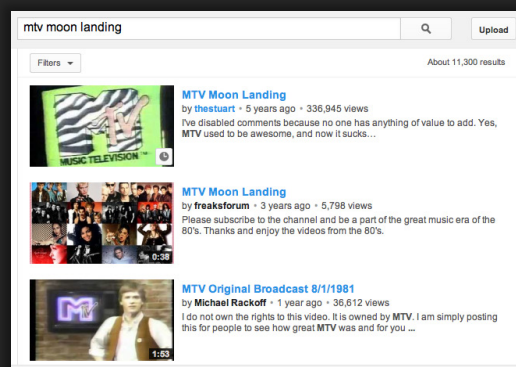 mtv moon landing
Upload
Filters
About 11,300 results
MTV Moon Landing
by thestuart • 5 years ago • 336,945 views
I've disabled comments because no one has anything of value to add. Yes,
MTV used to be awesome, and now it sucks…
MTV
MUSIC TELEVISION
MTV Moon Landing
by freaksforum • 3 years ago • 5,798 views
Please subscribe to the channel and be a part of the great music era of the
80's. Thanks and enjoy the videos from the 80's.
0:38
MTV Original Broadcast 8/1/1981
by Michael Rackoff • 1 year ago • 36,612 views
I do not own the rights to this video. It is owned by MTV. I am simply posting
this for people to see how great MTV was and for you ...
M
1:53